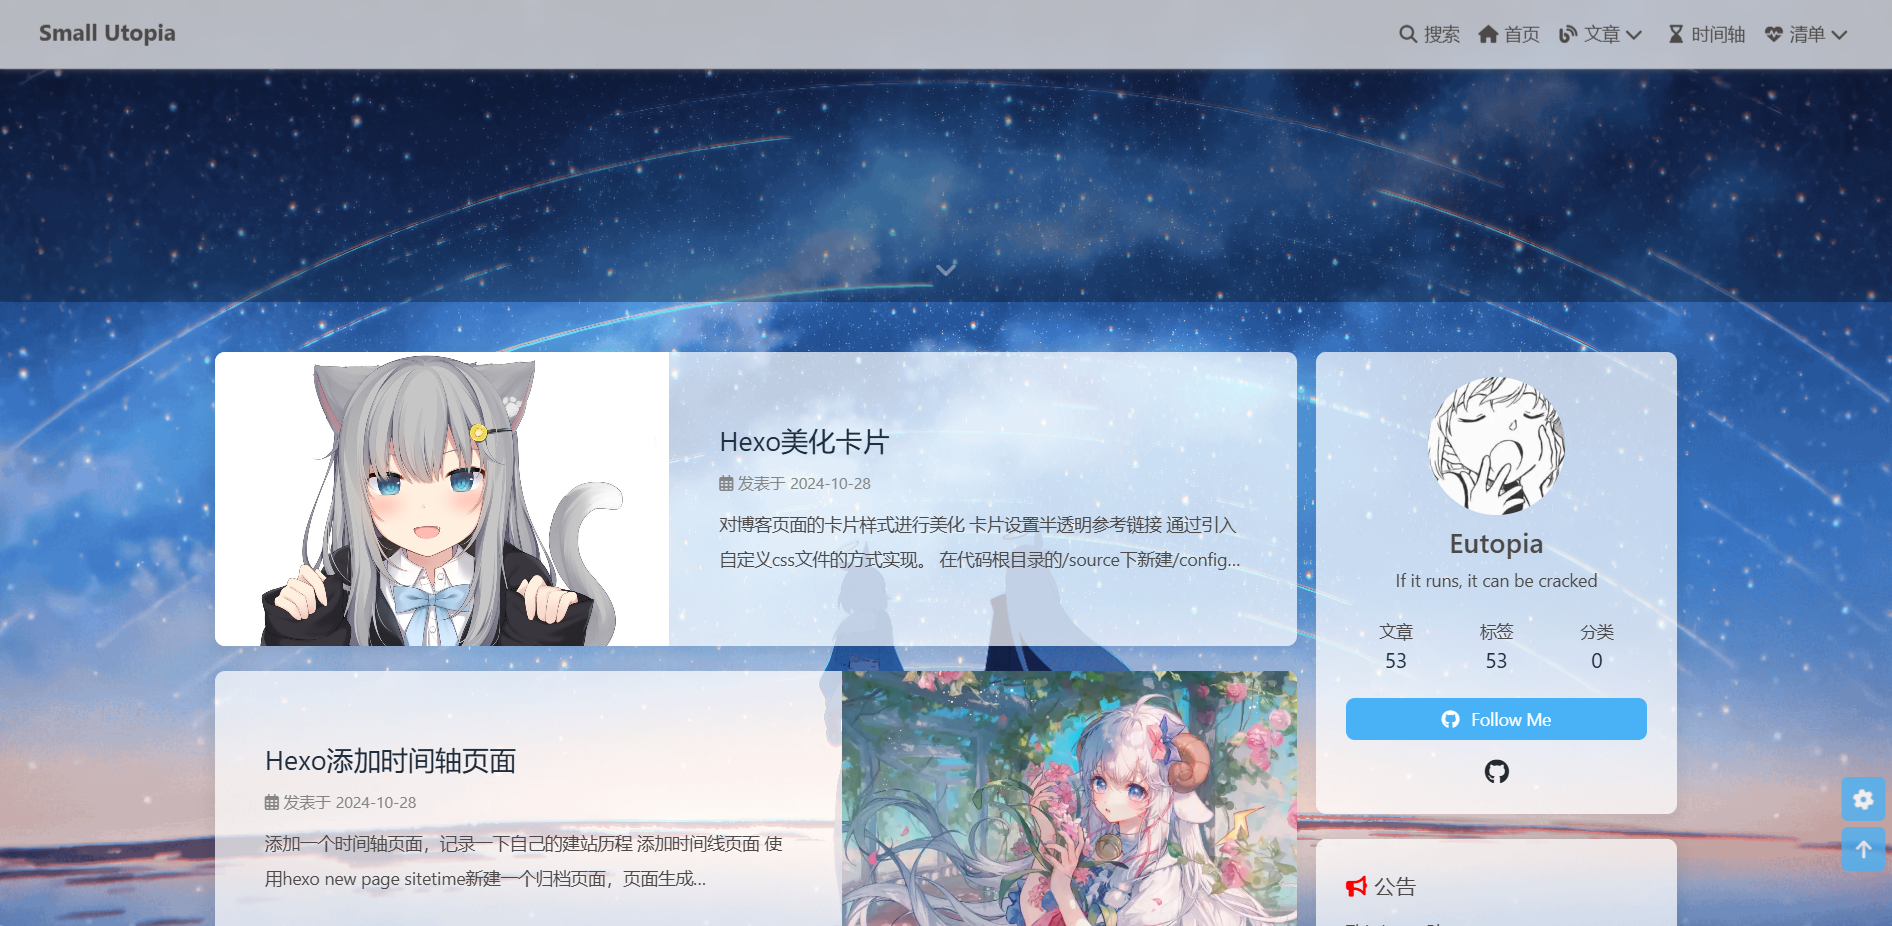 Small Utopia
搜索 首页 文章 时间轴 清单
Hexo美化卡片
发表于 2024-10-28
对博客页面的卡片样式进行美化 卡片设置半透明参考链接 通过引入
自定义css文件的方式实现。 在代码根目录的/source下新建/config...
Hexo添加时间轴页面
发表于 2024-10-28
添加一个时间轴页面，记录一下自己的建站历程 添加时间线页面 使
用hexo new page sitetime新建一个归档页面，页面生成...
Eutopia
If it runs, it can be cracked
文章 标签 分类
53 53 0
Follow Me
公告